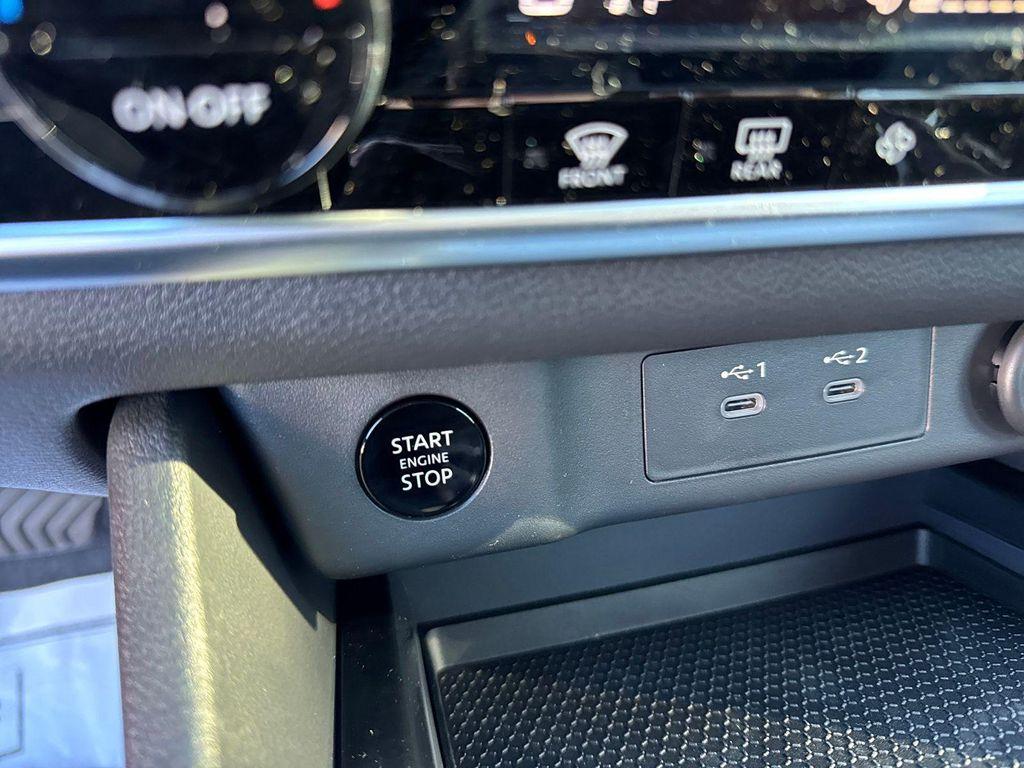 ON OFF
FRONT
REAR
1
2
START
ENGINE
STOP